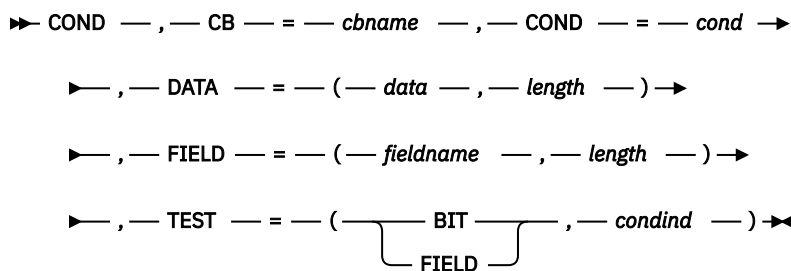 COND , CB = cbname , COND = cond
, DATA = ( data , length )
, FIELD = ( fieldname , length )
, TEST = ( BIT , condind )
FIELD